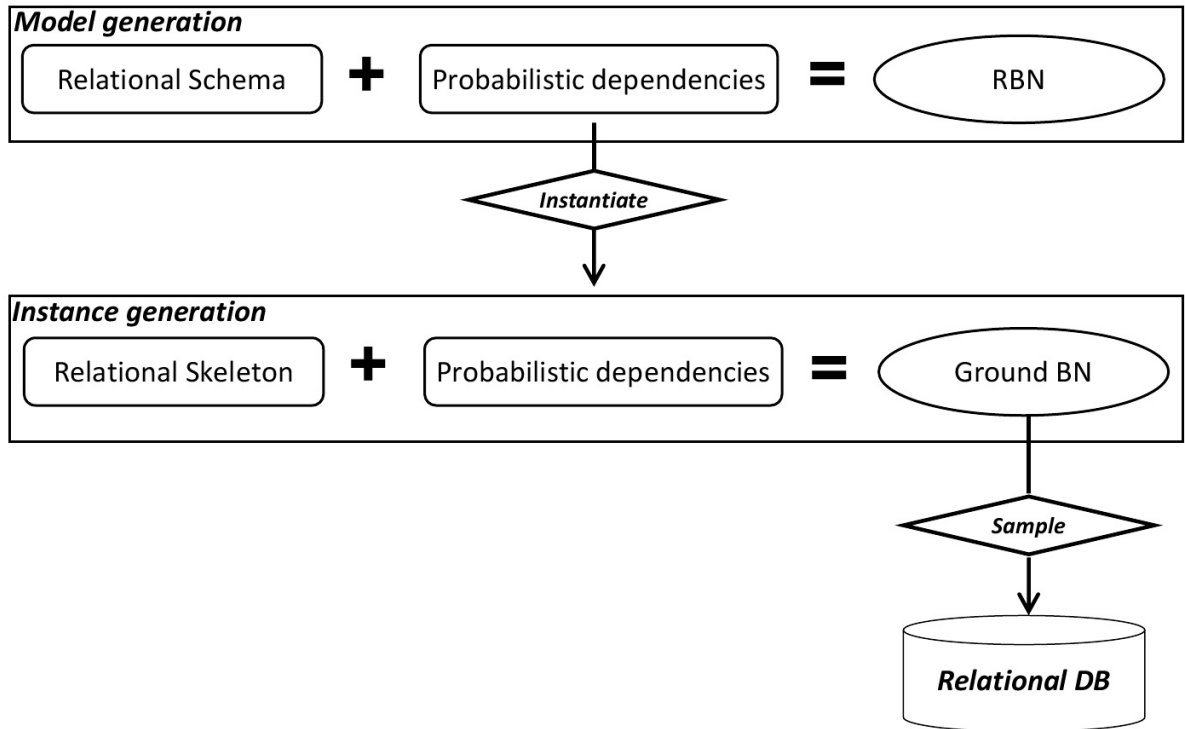 Model generation
Relational Schema + Probabilistic dependencies = RBN
Instantiate
Instance generation
Relational Skeleton + Probabilistic dependencies = Ground BN
Sample
Relational DB